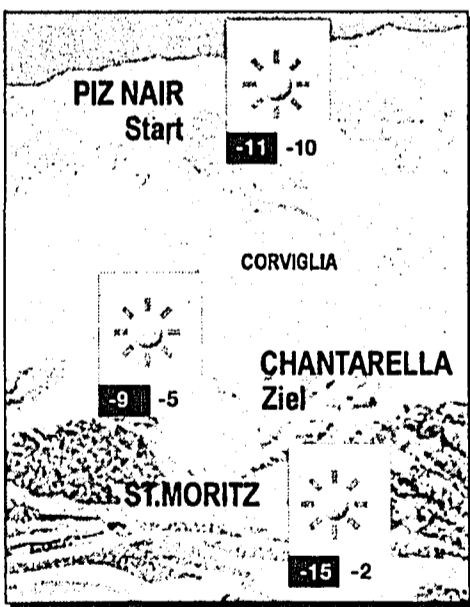 PIZ NAIR
Start
-11 -10
CORVIGLIA
-9 -5
CHANTARELLA
Ziel
ST.MORITZ
-15 -2